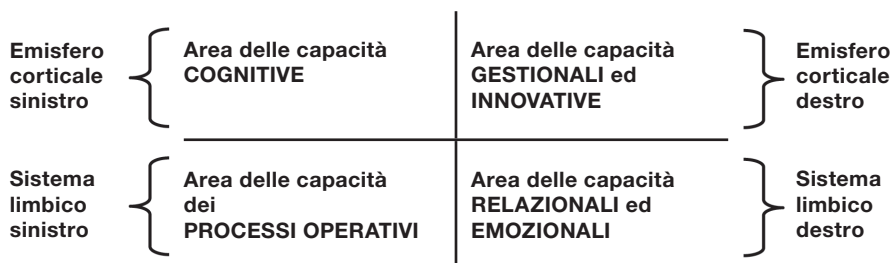 Emisfero
corticale
sinistro
Area delle capacità
COGNITIVE
Area delle capacità
GESTIONALI ed
INNOVATIVE
Emisfero
corticale
destro
Sistema
limbico
sinistro
Area delle capacità
dei
PROCESSI OPERATIVI
Area delle capacità
RELAZIONALI ed
EMOZIONALI
Sistema
limbico
destro